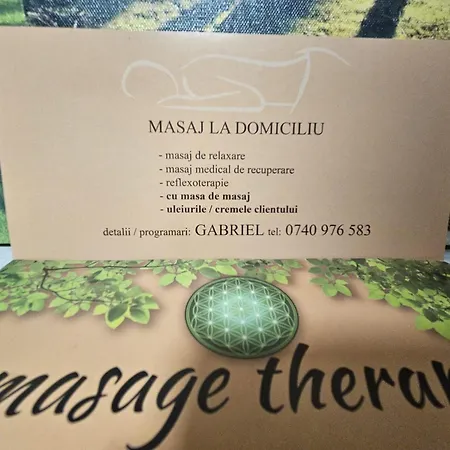 MASAJ LA DOMICILIU
- masaj de relaxare
- masaj medical de recuperare
- reflexoterapie
- cu masa de masaj
- uleiurile / cremele clientului
detalii / programari: GABRIEL tel: 0740 976 583
masage therap